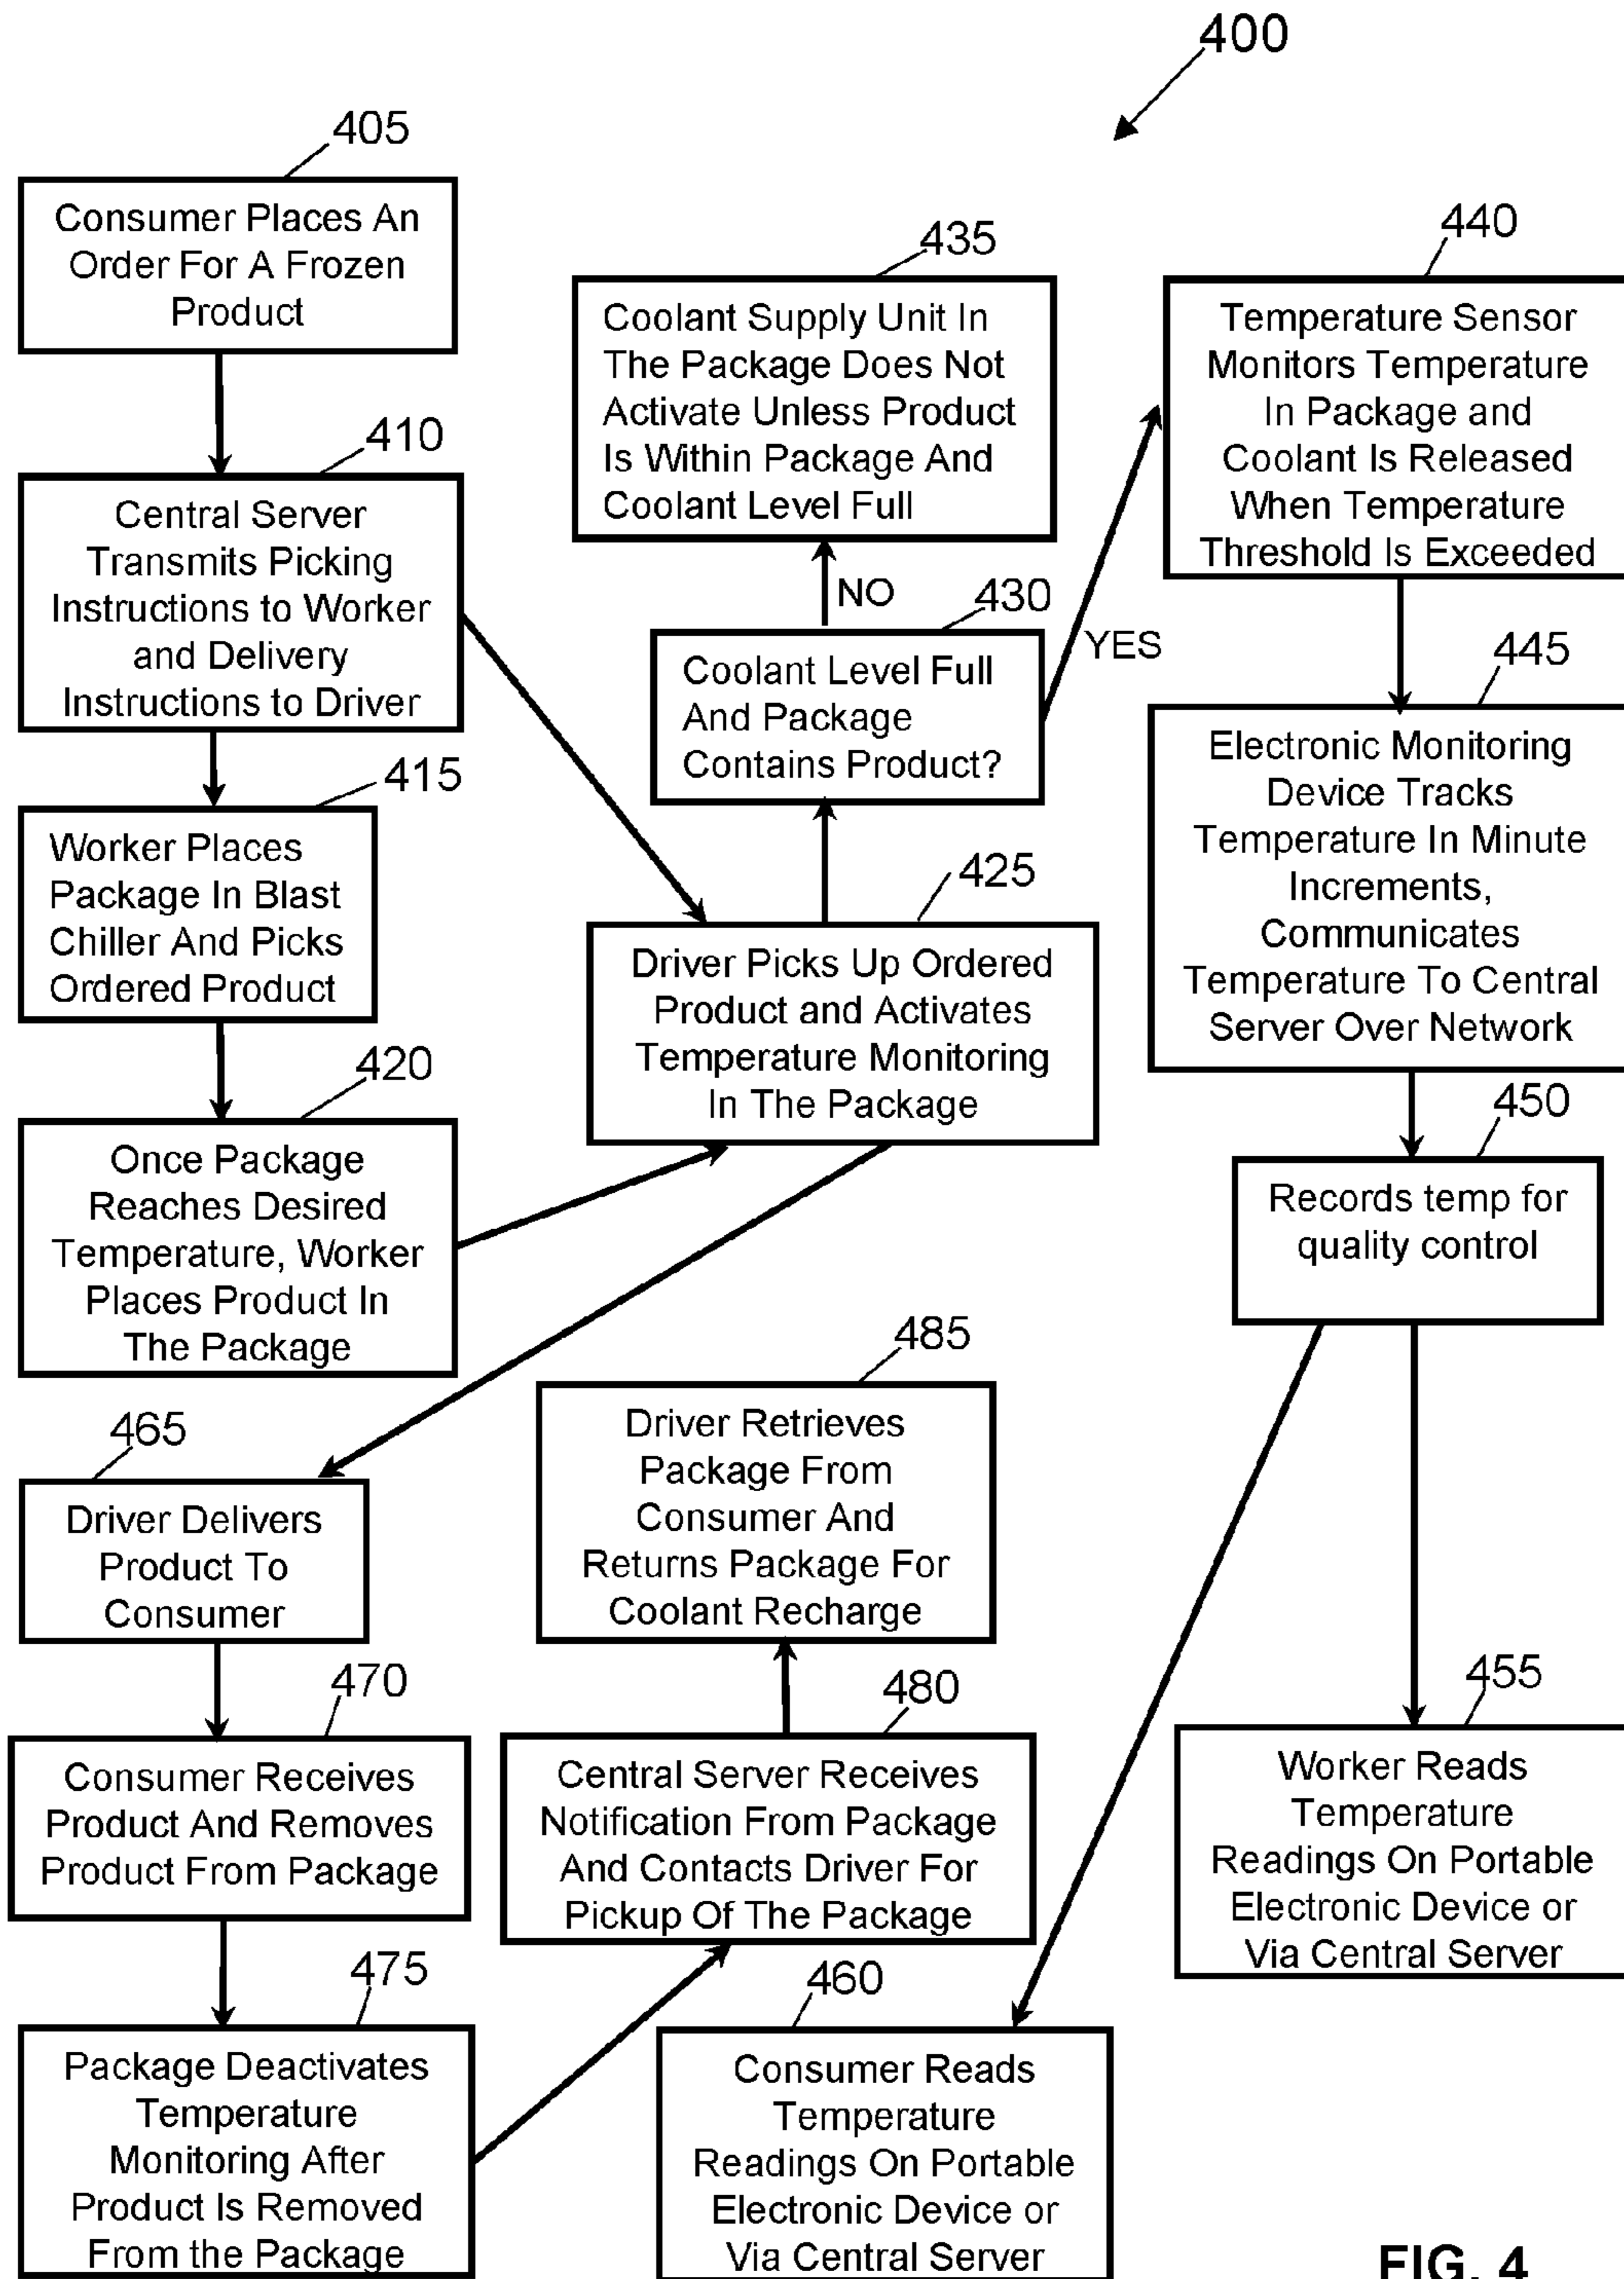 400
405
Consumer Places An
Order For A Frozen
Product
410
Central Server
Transmits Picking
Instructions to Worker
and Delivery
Instructions to Driver
415
Worker Places
Package In Blast
Chiller And Picks
Ordered Product
420
Once Package
Reaches Desired
Temperature, Worker
Places Product In
The Package
425
Driver Picks Up Ordered
Product and Activates
Temperature Monitoring
In The Package
430
Coolant Level Full
And Package
Contains Product?
NO
YES
435
Coolant Supply Unit In
The Package Does Not
Activate Unless Product
Is Within Package And
Coolant Level Full
440
Temperature Sensor
Monitors Temperature
In Package and
Coolant Is Released
When Temperature
Threshold Is Exceeded
445
Electronic Monitoring
Device Tracks
Temperature In Minute
Increments,
Communicates
Temperature To Central
Server Over Network
450
Records temp for
quality control
455
Worker Reads
Temperature
Readings On Portable
Electronic Device or
Via Central Server
460
Consumer Reads
Temperature
Readings On Portable
Electronic Device or
Via Central Server
465
Driver Delivers
Product To
Consumer
470
Consumer Receives
Product And Removes
Product From Package
475
Package Deactivates
Temperature
Monitoring After
Product Is Removed
From the Package
480
Central Server Receives
Notification From Package
And Contacts Driver For
Pickup Of The Package
485
Driver Retrieves
Package From
Consumer And
Returns Package For
Coolant Recharge
FIG. 4